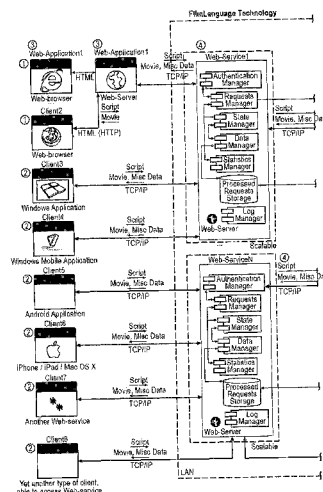 FilmLanguage Technology
③
③
④
Web-Application1
Web-Application1
Script
Movie, Misc Data
TCP/IP
Web-Service1
①
HTML
Authentication
Manager
Web-browser
Web-Server
Client2
Script
Movie
Requests
Manager
Script
Movie, Misc Da
TCP/IP
①
HTML (HTTP)
State
Manager
Web-browser
Data
Manager
Client3
Script
Movie, Misc Data
TCP/IP
②
Statistics
Manager
Windows Application
Processed
Requests
Storage
Client4
Script
Movie, Misc Data
TCP/IP
②
Log
Manager
Web-Server
Windows Mobile Application
Scalable
Client5
Script
Movie, Misc Data
TCP/IP
②
Web-ServiceN
④
Authentication
Manager
Script
Movie, Misc D
TCP/IP
Android Application
Requests
Manager
Client6
Script
Movie, Misc Data
TCP/IP
②
State
Manager
iPhone / iPad / Mac OS X
Data
Manager
Client7
Script
Movie, Misc Data
TCP/IP
②
Statistics
Manager
Another Web-service
Processed
Requests
Storage
Client8
Script
Movie, Misc Data
TCP/IP
②
Log
Manager
Web-Server
Scalable
LAN
Yet another type of client,
able to access Web-service